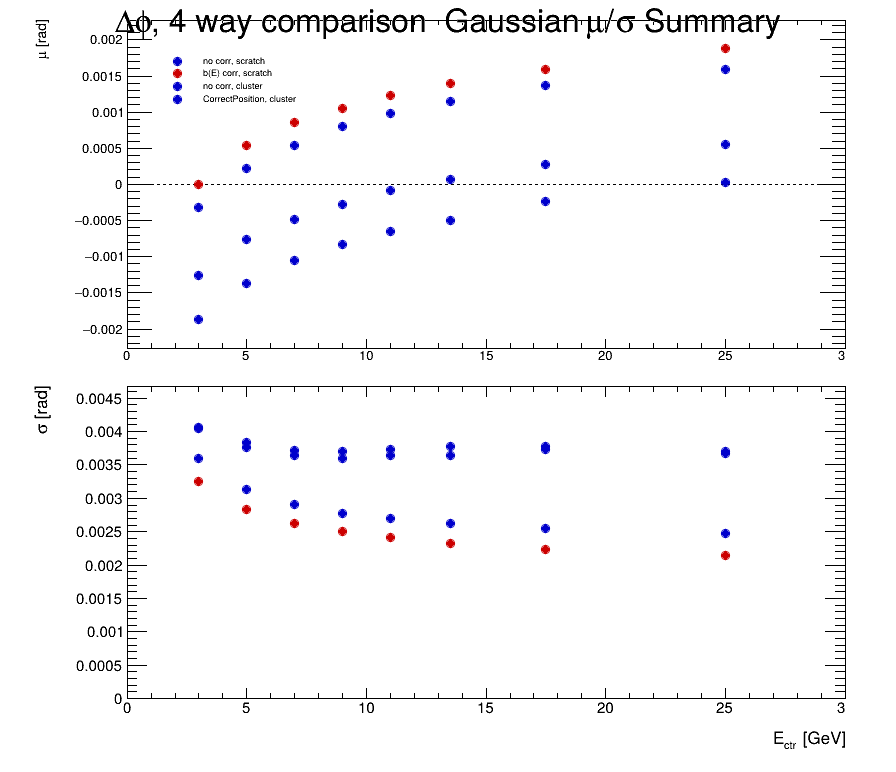 Δϕ, 4 way comparison Gaussian μ/σ Summary
μ [rad]
no corr, scratch
b(E) corr, scratch
no corr, cluster
CorrectPosition, cluster
0.002
0.0015
0.001
0.0005
0
−0.0005
−0.001
−0.0015
−0.002
0 5 10 15 20 25 3
σ [rad]
0.0045
0.004
0.0035
0.003
0.0025
0.002
0.0015
0.001
0.0005
0
0 5 10 15 20 25 3
E_ctr [GeV]